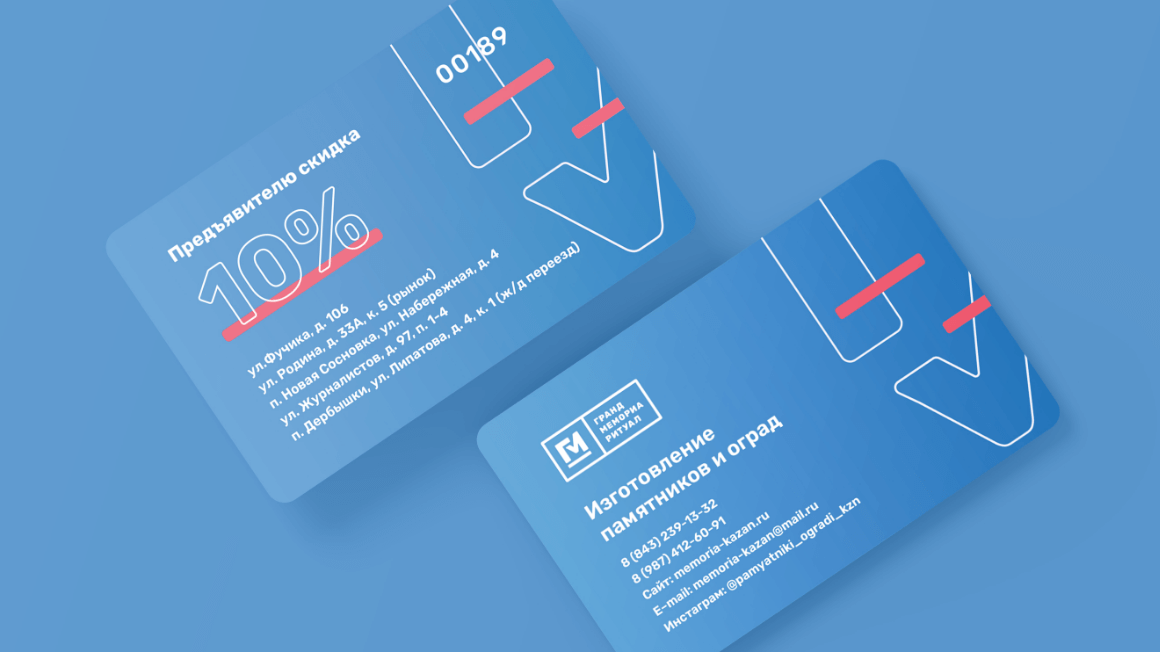 00189
Предъявителю скидка
10%
ул.Фучика, д. 106
ул. Родина, д. 33А, к. 5 (рынок)
п. Новая Сосновка, ул. Набережная, д. 4
ул. Журналистов, д. 97, п. 1-4
п. Дербышки, ул. Липатова, д. 4, к. 1 (ж/д переезд)
ГМ
ГРАНД
МЕМОРИА
РИТУАЛ
Изготовление
памятников и оград
8 (843) 239-13-32
8 (987) 412-60-91
Сайт: memoria-kazan.ru
E-mail: memoria-kazan@mail.ru
Инстаграм: @pamyatniki_ogradi_kzn